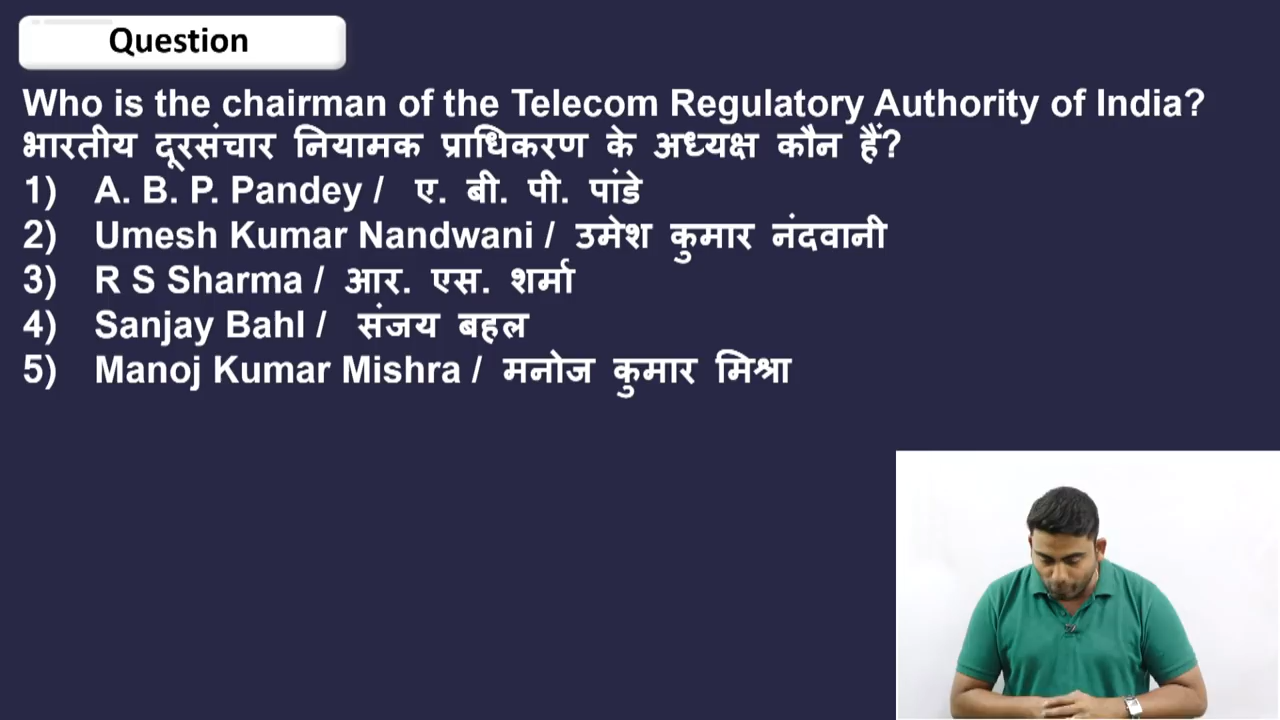 Question
Who is the chairman of the Telecom Regulatory Authority of India?
भारतीय दूरसंचार नियामक प्राधिकरण के अध्यक्ष कौन हैं?
1) A. B. P. Pandey / ए. बी. पी. पांडे
2) Umesh Kumar Nandwani / उमेश कुमार नंदवानी
3) R S Sharma / आर. एस. शर्मा
4) Sanjay Bahl / संजय बहल
5) Manoj Kumar Mishra / मनोज कुमार मिश्रा